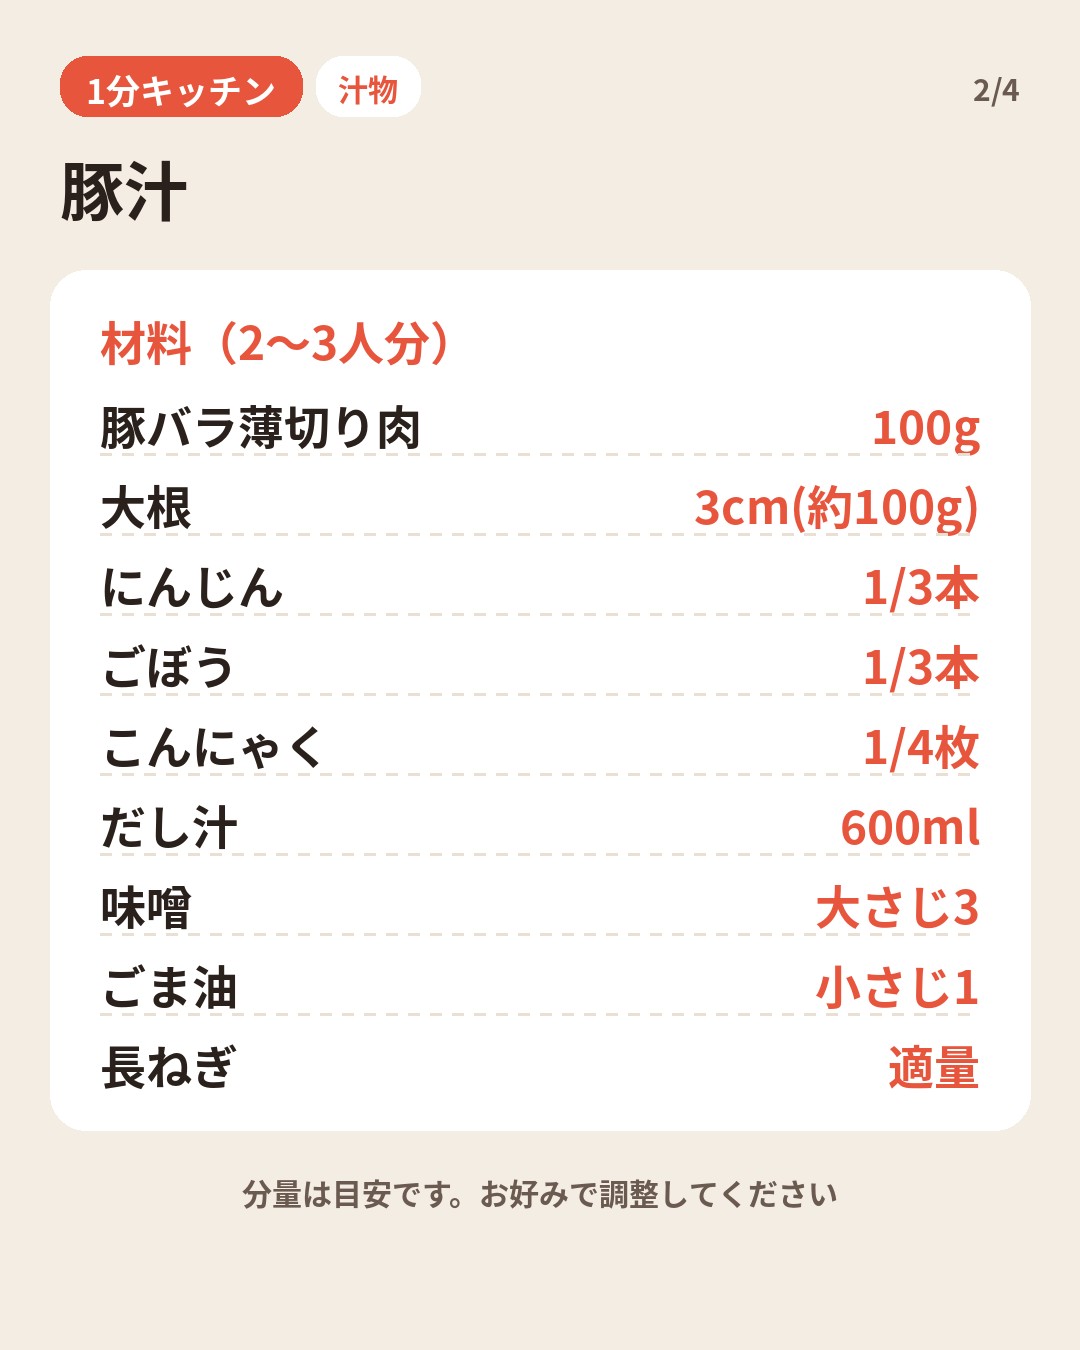 1分キッチン 汁物 2/4
豚汁
材料（2〜3人分）
豚バラ薄切り肉 100g
大根 3cm(約100g)
にんじん 1/3本
ごぼう 1/3本
こんにゃく 1/4枚
だし汁 600ml
味噌 大さじ3
ごま油 小さじ1
長ねぎ 適量
分量は目安です。お好みで調整してください